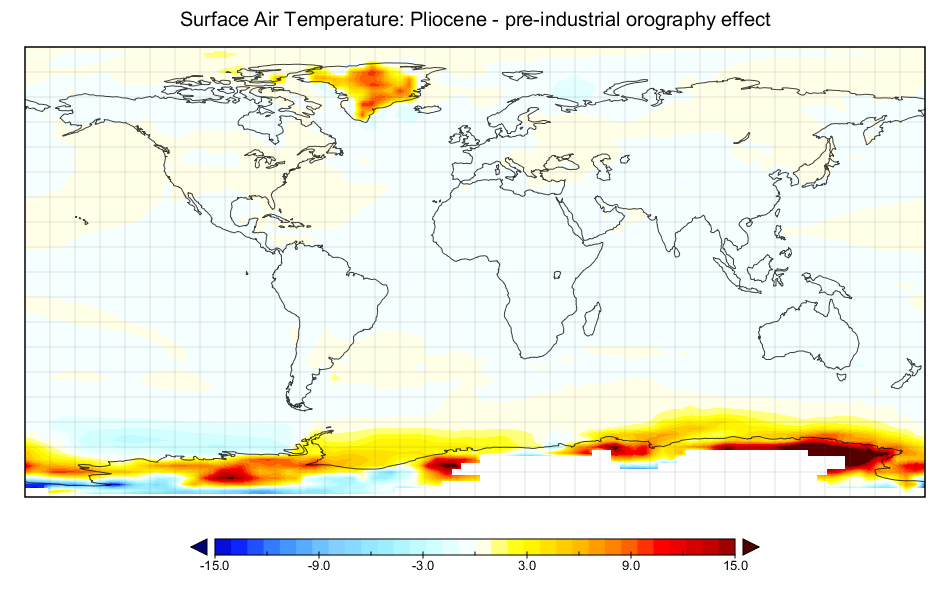 Surface Air Temperature: Pliocene - pre-industrial orography effect
-15.0 -9.0 -3.0 3.0 9.0 15.0